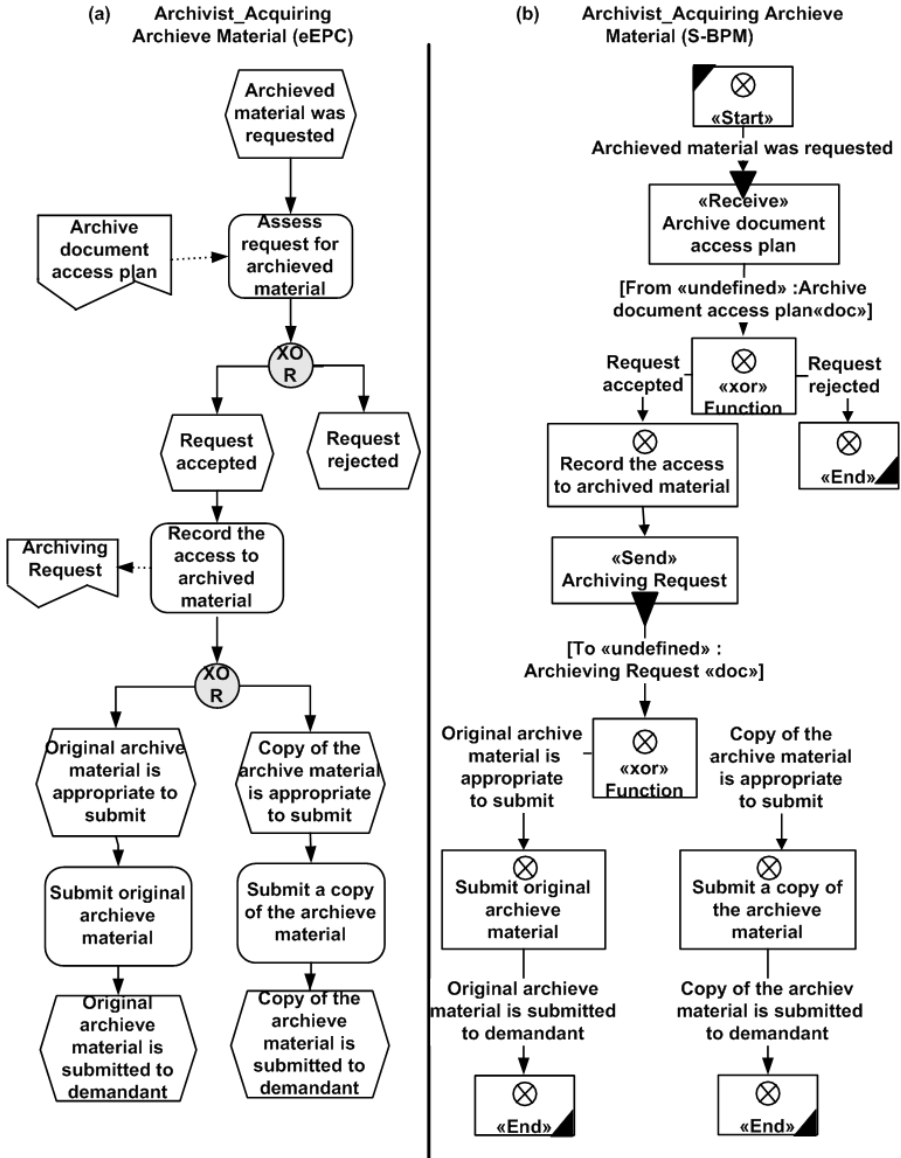 (a) Archivist_Acquiring
Archieve Material (eEPC)
Archieved
material was
requested
Archive
document
access plan
Assess
request for
archieved
material
XO
R
Request
accepted
Request
rejected
Archiving
Request
Record the
access to
archived
material
XO
R
Original archive
material is
appropriate to
submit
Copy of the
archive material
is appropriate
to submit
Submit original
archieve
material
Submit a copy
of the archieve
material
Original
archieve
material is
submitted to
demandant
Copy of the
archieve
material is
submitted to
demandant
(b) Archivist_Acquiring Archieve
Material (S-BPM)
«Start»
Archieved material was requested
«Receive»
Archive document
access plan
[From «undefined» :Archive
document access plan«doc»]
Request
accepted
«xor»
Function
Request
rejected
Record the access
to archived material
«End»
«Send»
Archiving Request
[To «undefined» :
Archieving Request «doc»]
Original archive
material is
appropriate
to submit
«xor»
Function
Copy of the
archive material
is appropriate
to submit
Submit original
archieve
material
Submit a copy of
the archieve
material
Original archieve
material is submitted
to demandant
Copy of the archiev
material is submitted
to demandant
«End»
«End»